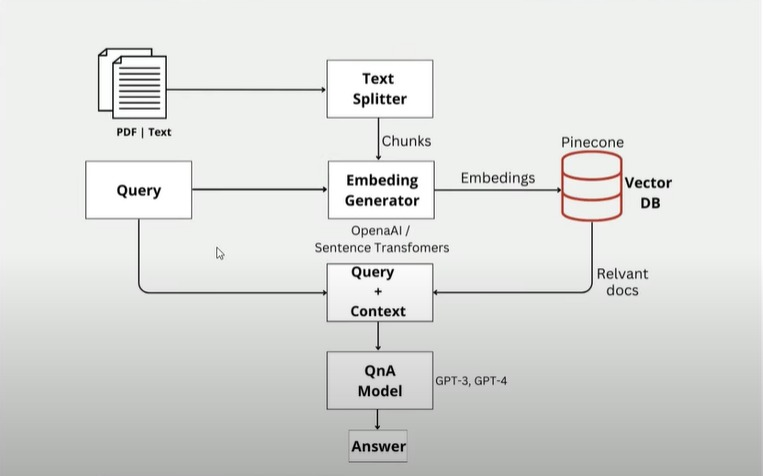 Text
Splitter
PDF | Text
Chunks
Pinecone
Query
Embeding
Generator
Embedings
Vector
DB
OpenaAI /
Sentence Transfomers
Query
+
Context
Relvant
docs
QnA
Model
GPT-3, GPT-4
Answer